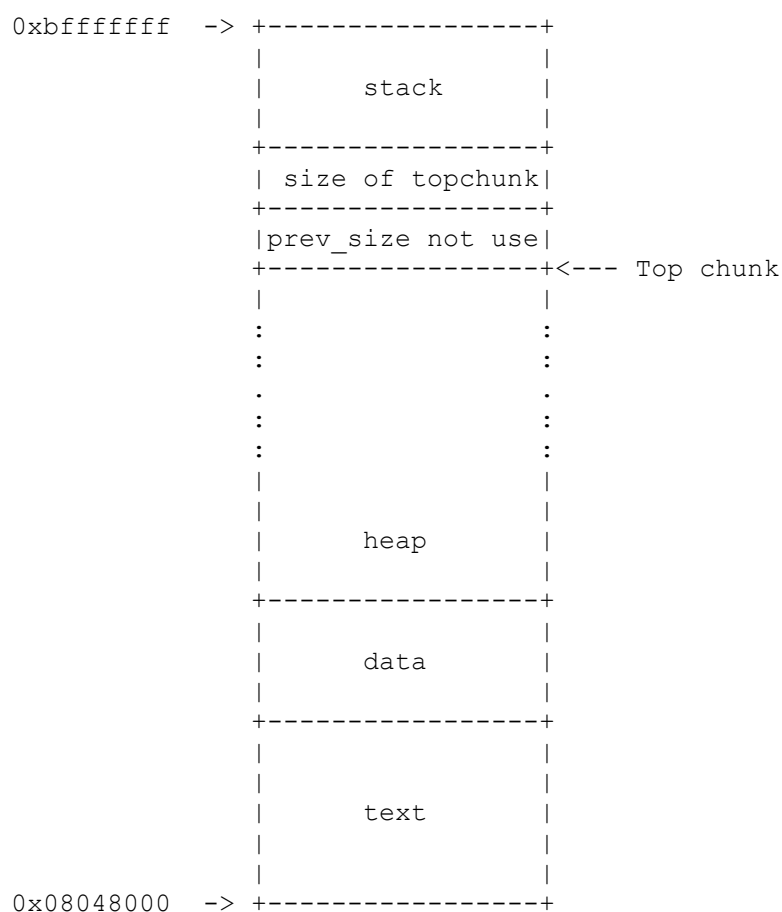 0xbfffffff  -> +-----------------+
               |                 |
               |      stack      |
               |                 |
               +-----------------+
               | size of topchunk|
               +-----------------+
               |prev_size not use|
               +-----------------+<--- Top chunk
               |                 |
               :                 :
               :                 :
               .                 .
               :                 :
               :                 :
               |                 |
               |                 |
               |      heap       |
               |                 |
               +-----------------+
               |                 |
               |      data       |
               |                 |
               +-----------------+
               |                 |
               |                 |
               |      text       |
               |                 |
               |                 |
0x08048000  -> +-----------------+